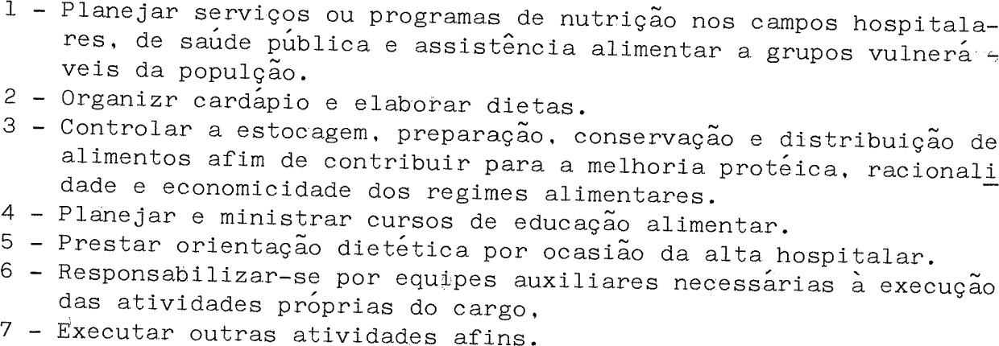 1 - Planejar serviços ou programas de nutrição nos campos hospitala-
res, de saúde pública e assistência alimentar a grupos vulnerá -
veis da populção.
2 - Organizr cardápio e elaborar dietas.
3 - Controlar a estocagem, preparação, conservação e distribuição de
alimentos afim de contribuir para a melhoria protéica, racionali
dade e economicidade dos regimes alimentares.
4 - Planejar e ministrar cursos de educação alimentar.
5 - Prestar orientação dietética por ocasião da alta hospitalar.
6 - Responsabilizar-se por equipes auxiliares necessárias à execução
das atividades próprias do cargo,
7 - Executar outras atividades afins.